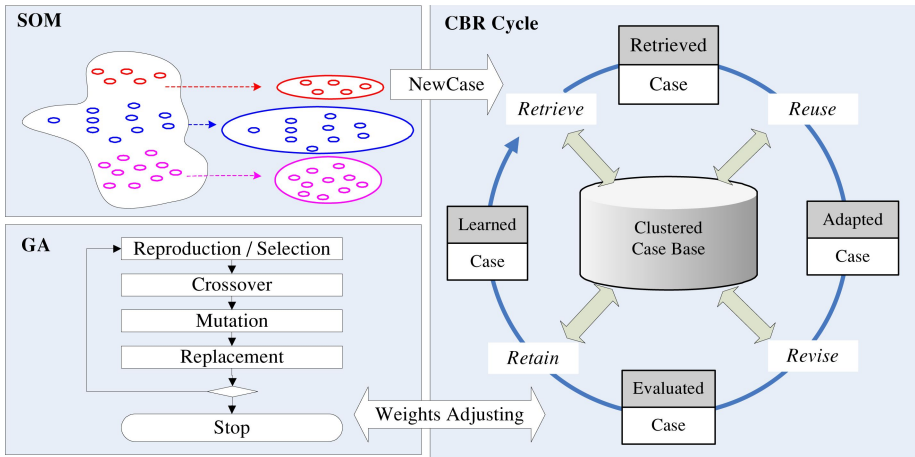 SOM
GA
Reproduction / Selection
Crossover
Mutation
Replacement
Stop
NewCase
Weights Adjusting
CBR Cycle
Retrieved
Case
Retrieve
Reuse
Learned
Case
Clustered
Case Base
Adapted
Case
Retain
Revise
Evaluated
Case